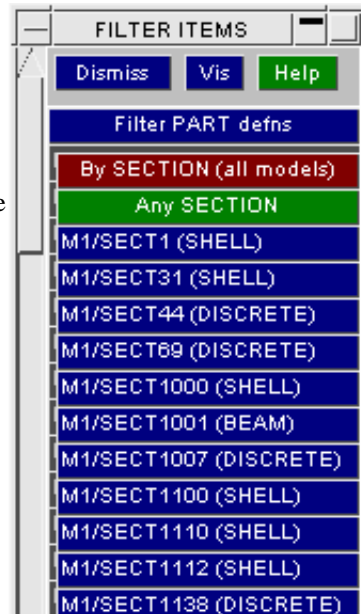 FILTER ITEMS
Dismiss Vis Help
Filter PART defns
By SECTION (all models)
e
Any SECTION
M1/SECT1 (SHELL)
M1/SECT31 (SHELL)
M1/SECT44 (DISCRETE)
M1/SECT69 (DISCRETE)
M1/SECT1000 (SHELL)
M1/SECT1001 (BEAM)
M1/SECT1007 (DISCRETE)
M1/SECT1100 (SHELL)
M1/SECT1110 (SHELL)
M1/SECT1112 (SHELL)
M1/SECT1138 (DISCRETE)